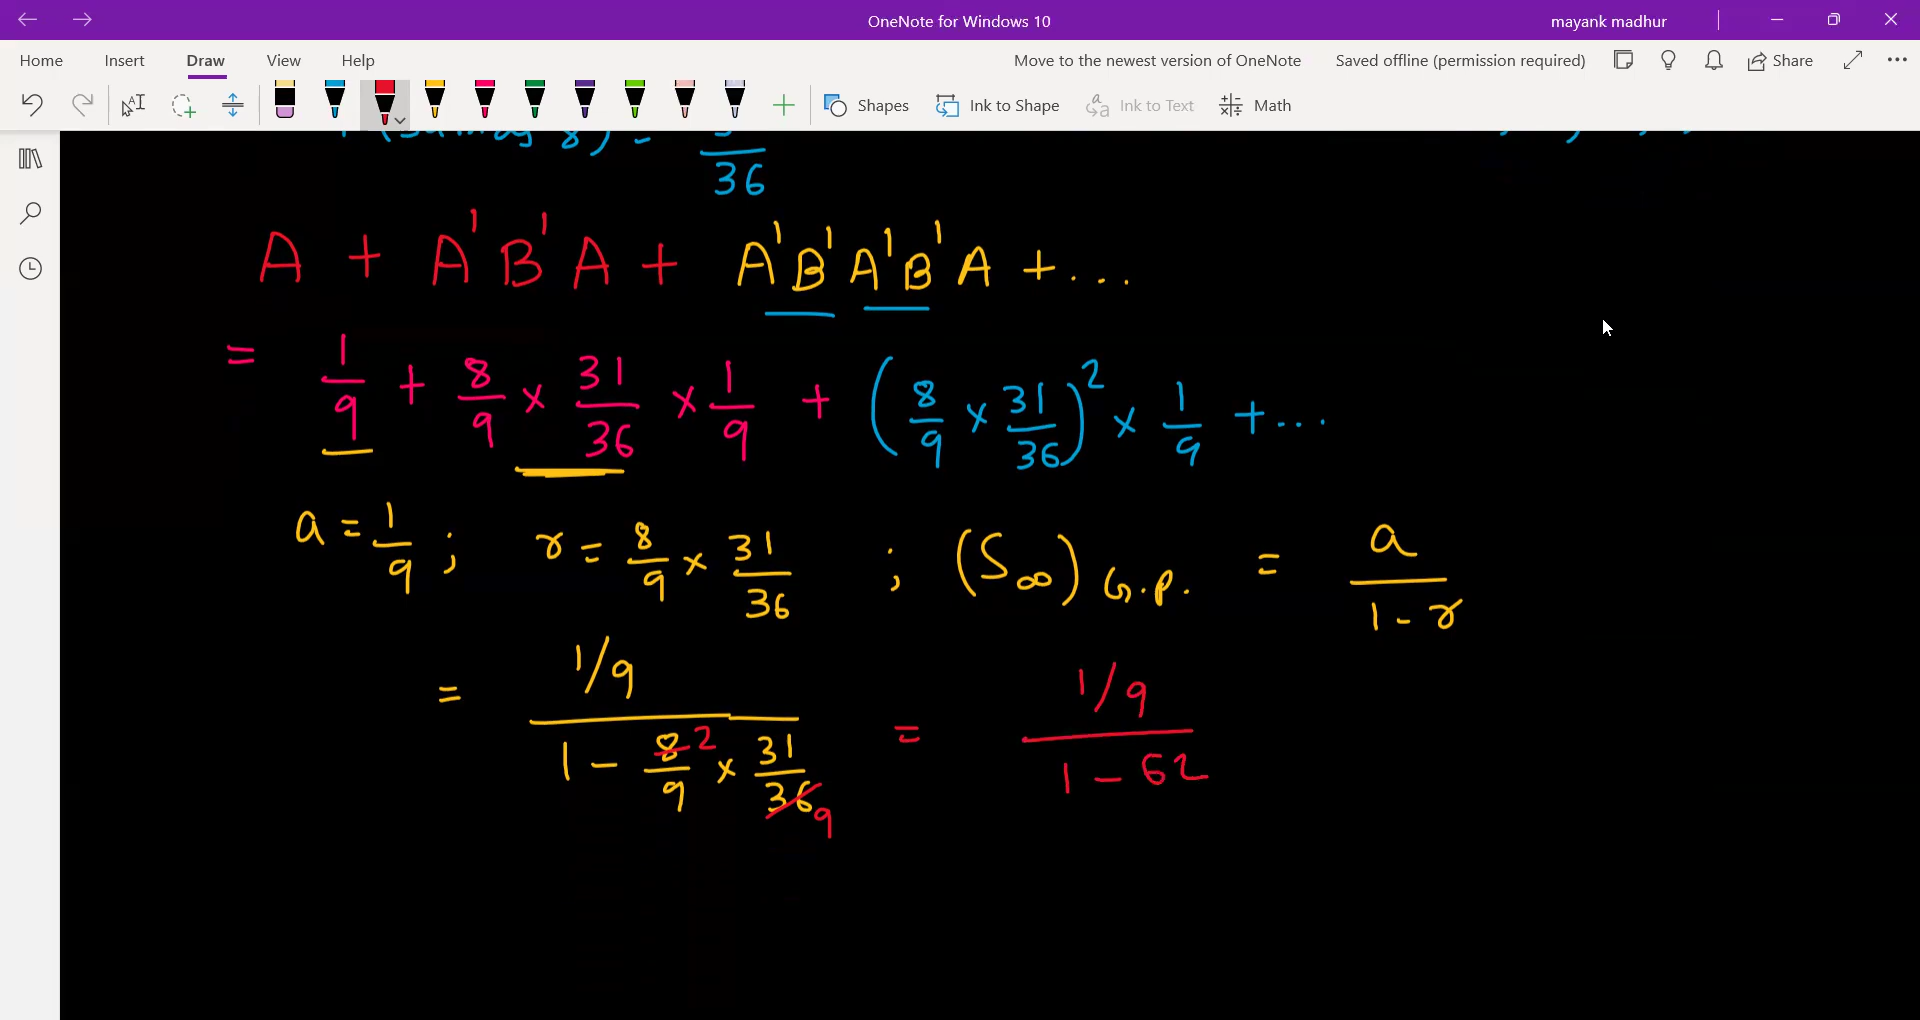 OneNote for Windows 10 mayank madhur
Home Insert Draw View Help Move to the newest version of OneNote Saved offline (permission required) Share
Shapes Ink to Shape Ink to Text Math
8) = 5/36
A + A'B'A + A'B'A'B'A + ...
= 1/9 + 8/9 × 31/36 × 1/9 + (8/9 × 31/36)² × 1/9 + ...
a = 1/9 ; r = 8/9 × 31/36 ; (S∞) G.P. = a/(1 - r)
= (1/9)/(1 - 8/9 × 31/36) 2 9 = (1/9)/(1 - 62